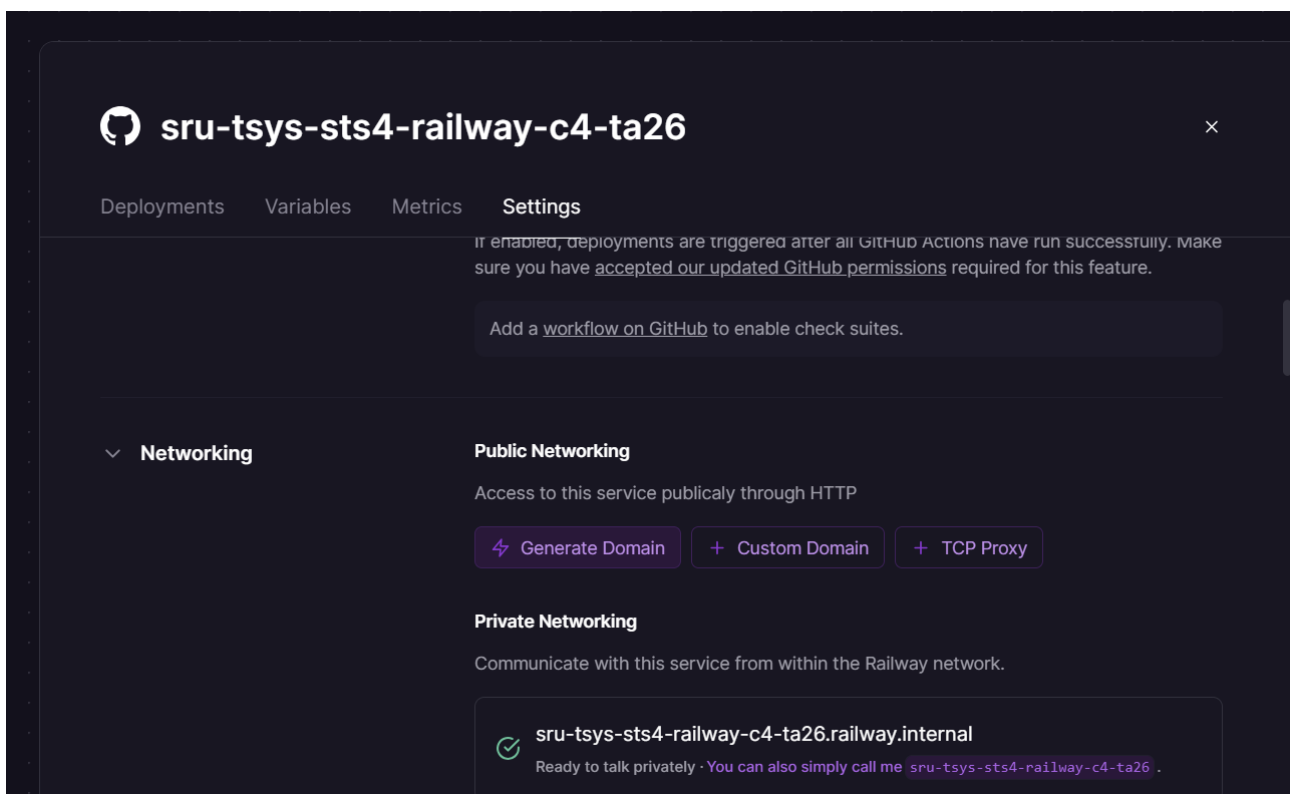 sru-tsys-sts4-railway-c4-ta26
Deployments Variables Metrics Settings
If enabled, deployments are triggered after all GitHub Actions have run successfully. Make
sure you have accepted our updated GitHub permissions required for this feature.
Add a workflow on GitHub to enable check suites.
Networking
Public Networking
Access to this service publicaly through HTTP
Generate Domain
Custom Domain
TCP Proxy
Private Networking
Communicate with this service from within the Railway network.
sru-tsys-sts4-railway-c4-ta26.railway.internal
Ready to talk privately · You can also simply call me sru-tsys-sts4-railway-c4-ta26 .